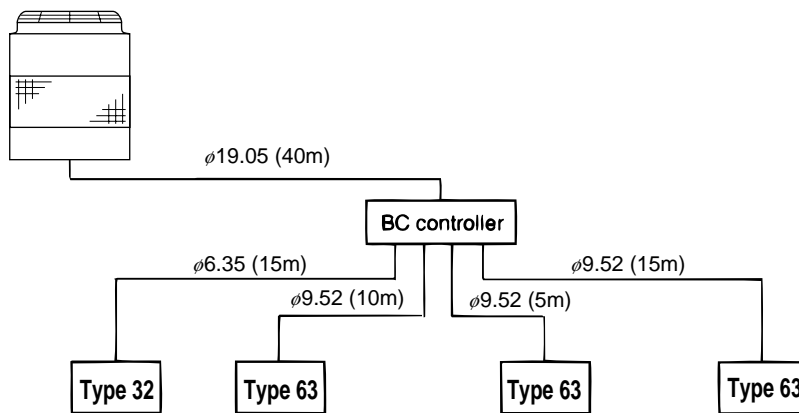 ø19.05 (40m)
BC controller
ø6.35 (15m)
ø9.52 (15m)
ø9.52 (10m)
ø9.52 (5m)
Type 32
Type 63
Type 63
Type 63